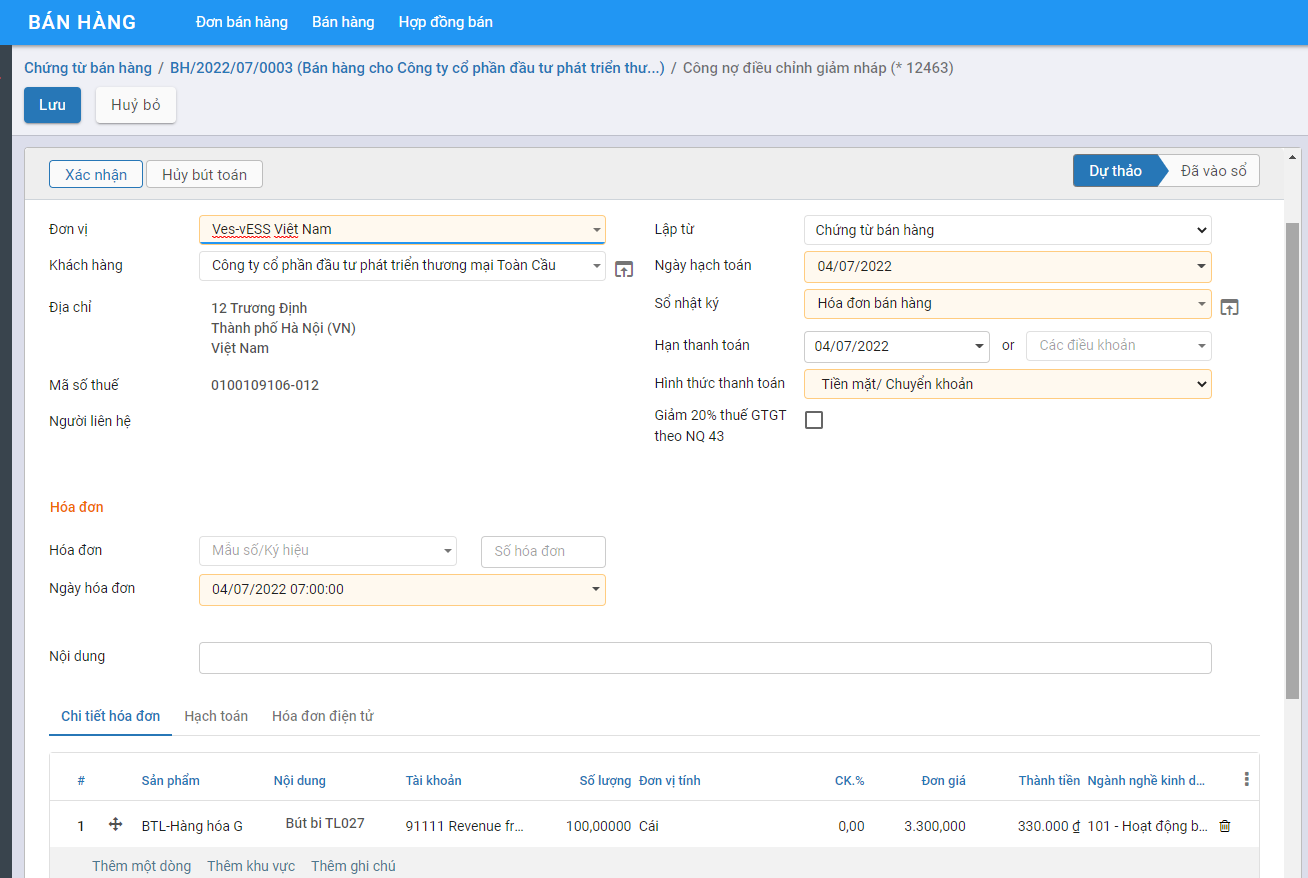 BÁN HÀNG Đơn bán hàng Bán hàng Hợp đồng bán
Chứng từ bán hàng / BH/2022/07/0003 (Bán hàng cho Công ty cổ phần đầu tư phát triển thư...) / Công nợ điều chỉnh giảm nháp (* 12463)
Lưu Huỷ bỏ
Xác nhận Hủy bút toán Dự thảo Đã vào sổ
Đơn vị Ves-vESS Việt Nam
Lập từ Chứng từ bán hàng
Khách hàng Công ty cổ phần đầu tư phát triển thương mại Toàn Cầu
Ngày hạch toán 04/07/2022
Địa chỉ 12 Trương Định
Thành phố Hà Nội (VN)
Việt Nam
Sổ nhật ký Hóa đơn bán hàng
Hạn thanh toán 04/07/2022 or Các điều khoản
Mã số thuế 0100109106-012
Hình thức thanh toán Tiền mặt/ Chuyển khoản
Người liên hệ
Giảm 20% thuế GTGT
theo NQ 43
Hóa đơn
Hóa đơn Mẫu số/Ký hiệu Số hóa đơn
Ngày hóa đơn 04/07/2022 07:00:00
Nội dung
Chi tiết hóa đơn Hạch toán Hóa đơn điện tử
# Sản phẩm Nội dung Tài khoản Số lượng Đơn vị tính CK.% Đơn giá Thành tiền Ngành nghề kinh d...
1 BTL-Hàng hóa G Bút bi TL027 91111 Revenue fr... 100,00000 Cái 0,00 3.300,000 330.000 ₫ 101 - Hoạt động b...
Thêm một dòng Thêm khu vực Thêm ghi chú